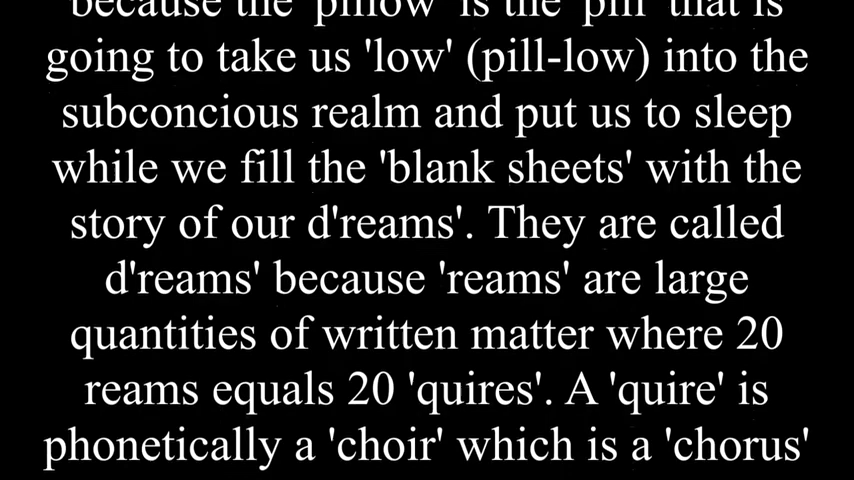 because the 'pillow' is the 'pill' that is
going to take us 'low' (pill-low) into the
subconcious realm and put us to sleep
while we fill the 'blank sheets' with the
story of our d'reams'. They are called
d'reams' because 'reams' are large
quantities of written matter where 20
reams equals 20 'quires'. A 'quire' is
phonetically a 'choir' which is a 'chorus'